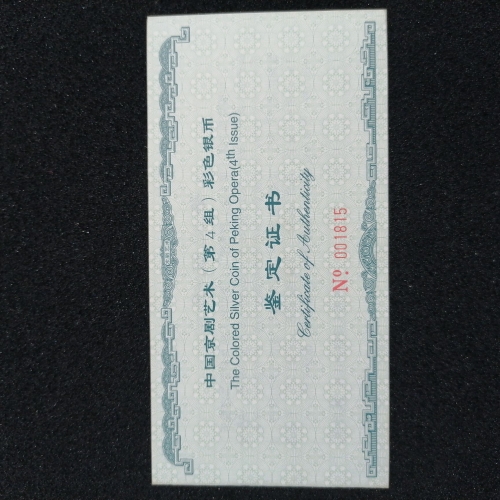 中国京剧艺术（第4组）彩色银币
The Colored Silver Coin of Peking Opera(4th Issue)
鉴定证书
Certificate of Authenticity
Nº 001815